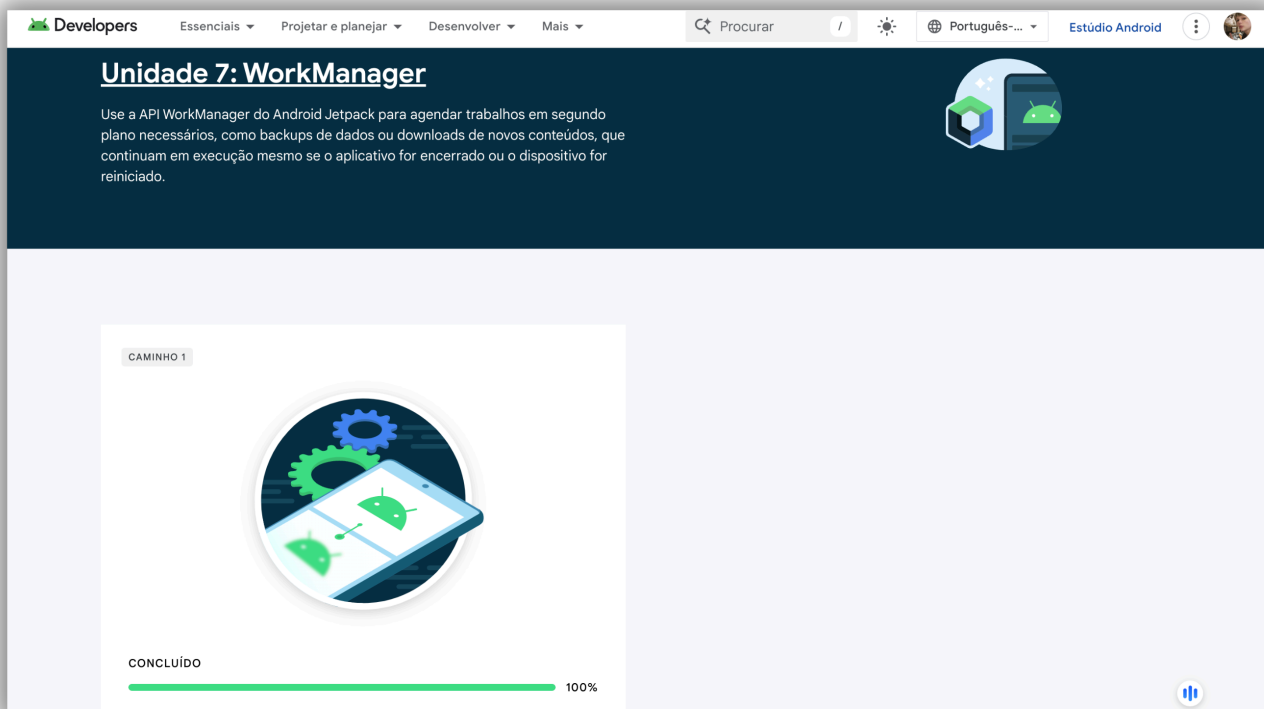 Developers
Essenciais
Projetar e planejar
Desenvolver
Mais
Procurar
/
Português-...
Estúdio Android
Unidade 7: WorkManager
Use a API WorkManager do Android Jetpack para agendar trabalhos em segundo
plano necessários, como backups de dados ou downloads de novos conteúdos, que
continuam em execução mesmo se o aplicativo for encerrado ou o dispositivo for
reiniciado.
CAMINHO 1
CONCLUÍDO
100%